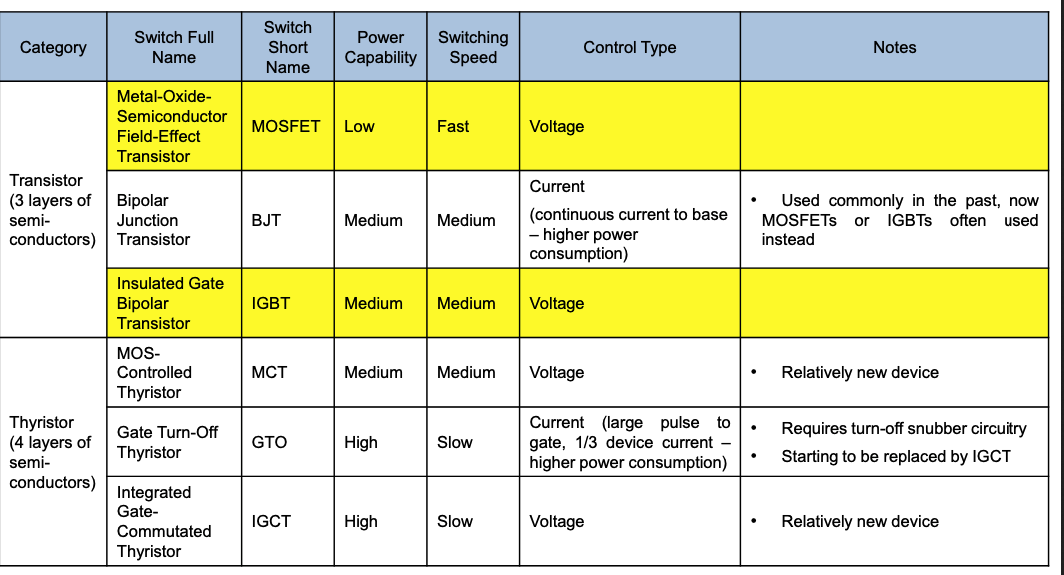 Category
Switch Full
Name
Switch
Short
Name
Power
Capability
Switching
Speed
Control Type
Notes
Transistor
(3 layers of
semi-
conductors)
Metal-Oxide-
Semiconductor
Field-Effect
Transistor
MOSFET
Low
Fast
Voltage
Bipolar
Junction
Transistor
BJT
Medium
Medium
Current
(continuous current to base
– higher power
consumption)
• Used commonly in the past, now
MOSFETs or IGBTs often used
instead
Insulated Gate
Bipolar
Transistor
IGBT
Medium
Medium
Voltage
Thyristor
(4 layers of
semi-
conductors)
MOS-
Controlled
Thyristor
MCT
Medium
Medium
Voltage
• Relatively new device
Gate Turn-Off
Thyristor
GTO
High
Slow
Current (large pulse to
gate, 1/3 device current –
higher power consumption)
• Requires turn-off snubber circuitry
• Starting to be replaced by IGCT
Integrated
Gate-
Commutated
Thyristor
IGCT
High
Slow
Voltage
• Relatively new device